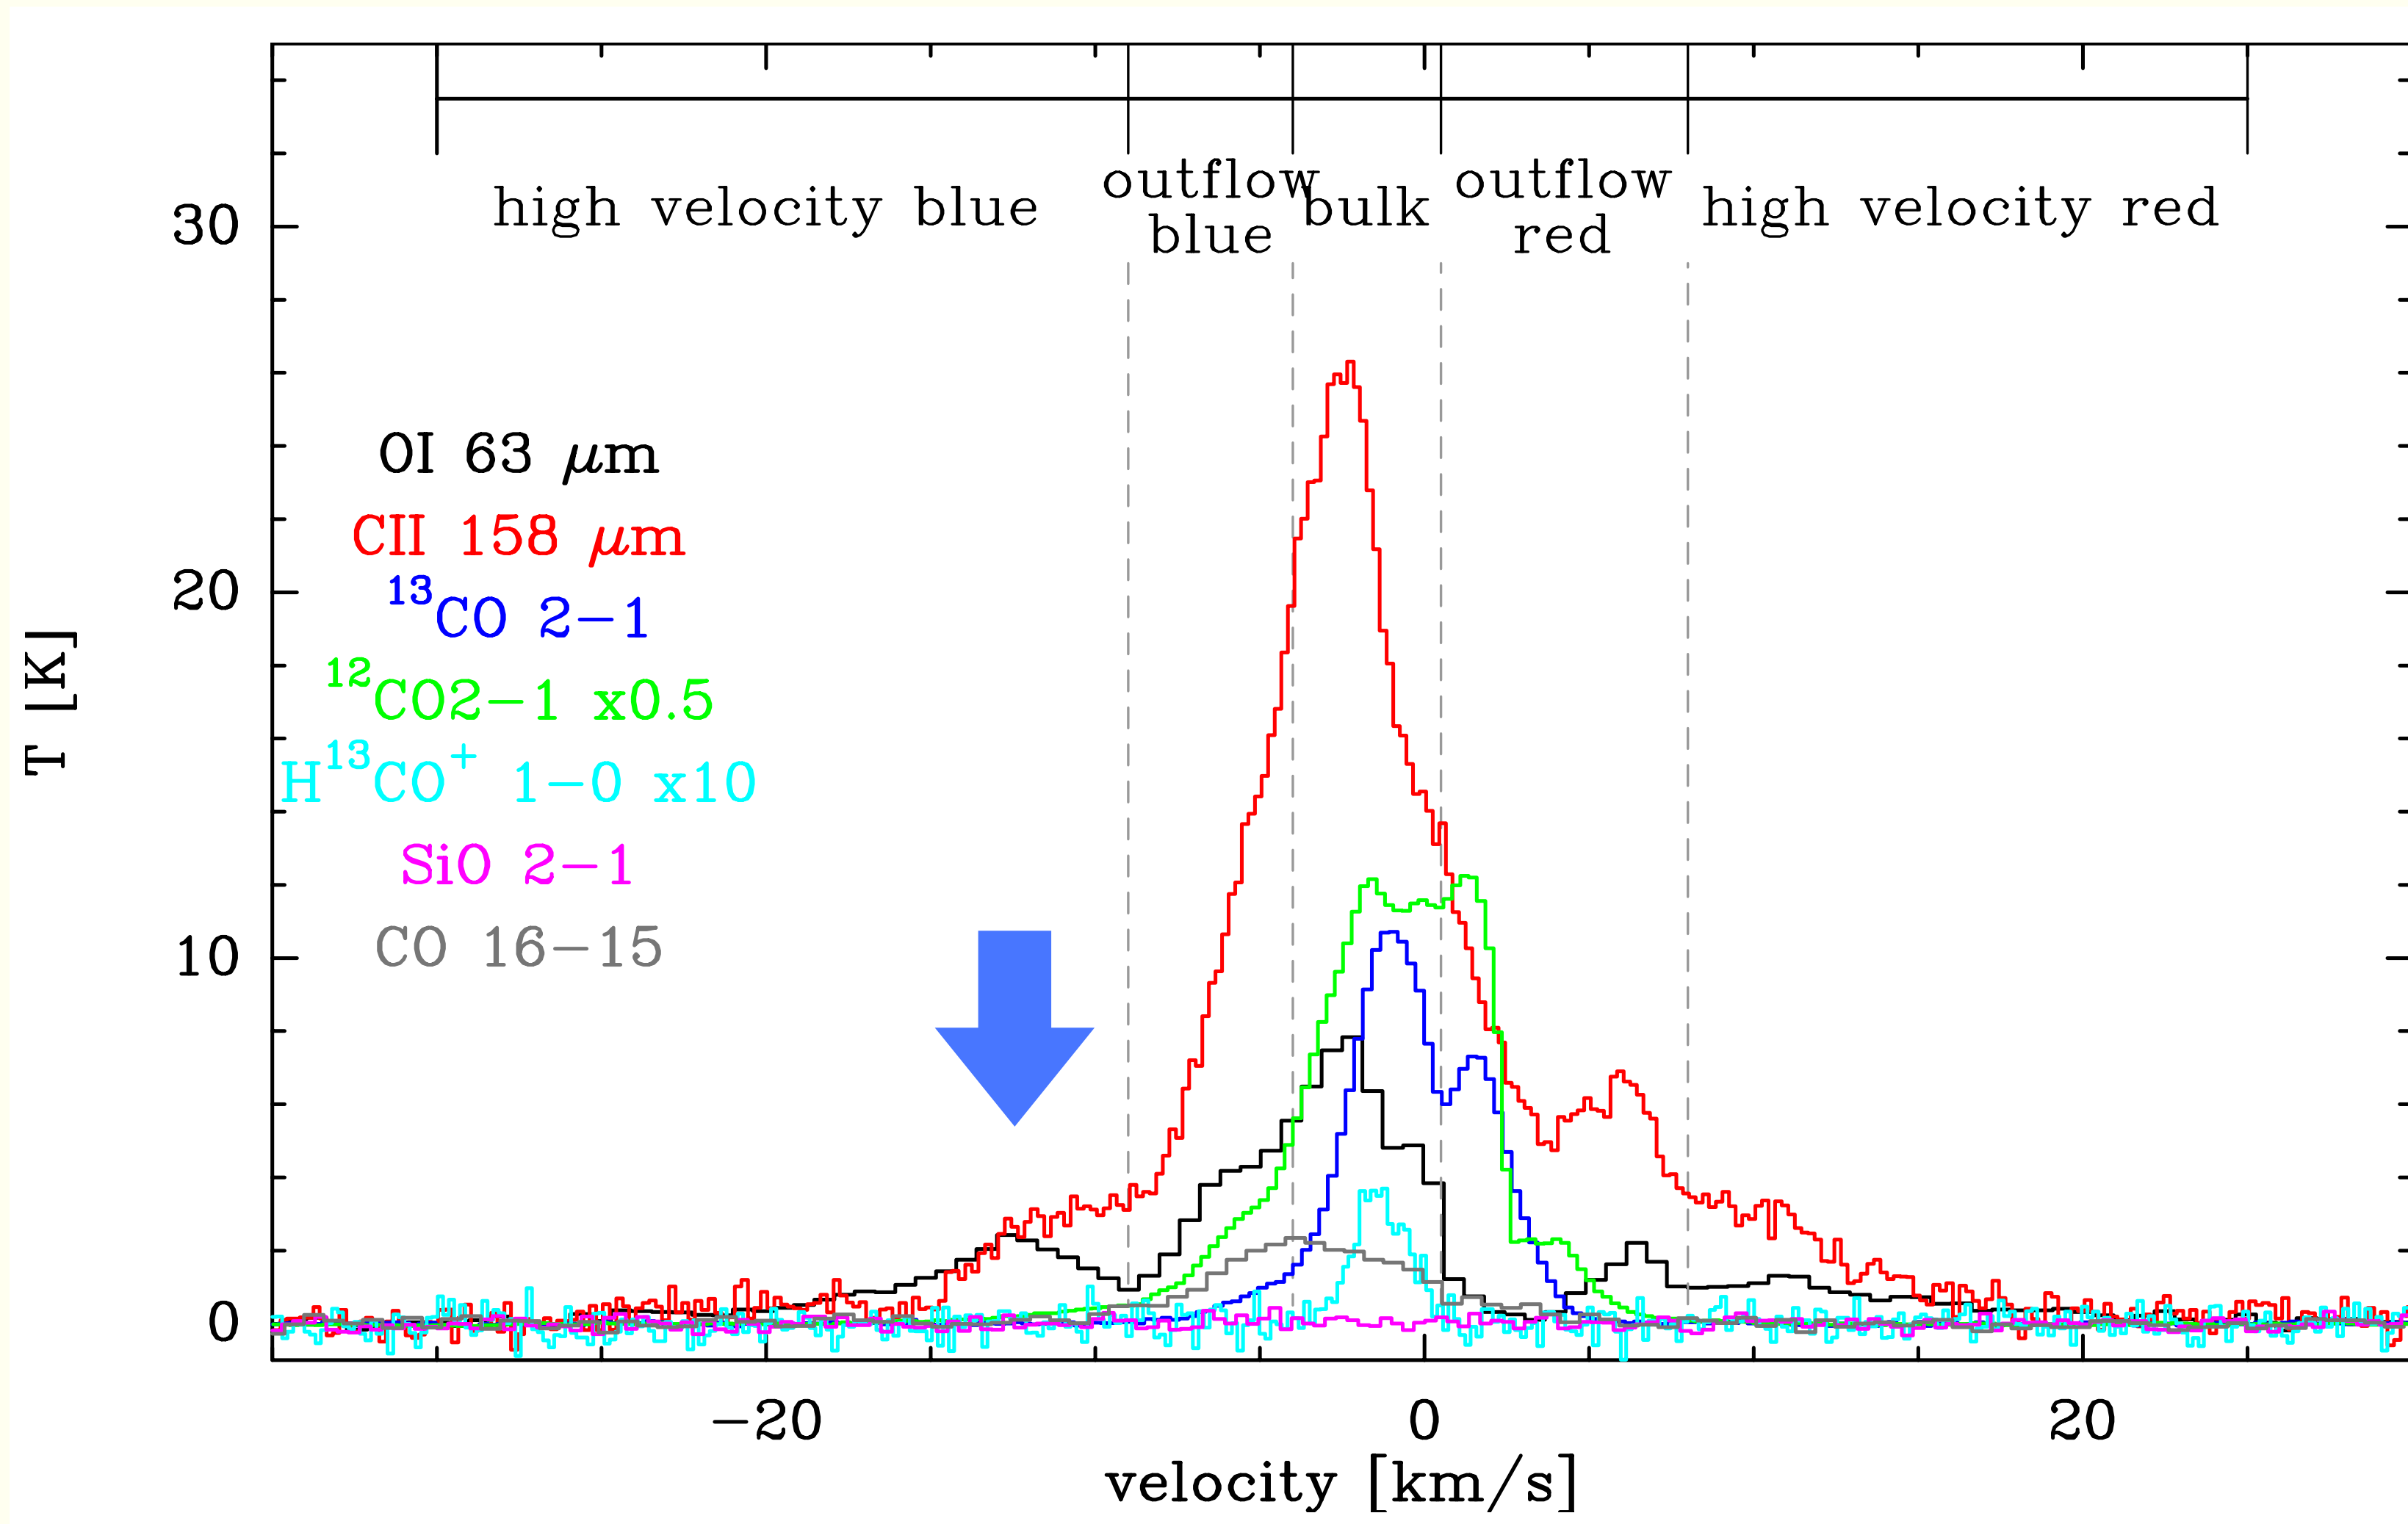 high velocity blue
outflow
blue
bulk
outflow
red
high velocity red
30
20
10
0
T [K]
OI 63 μm
CII 158 μm
¹³CO 2−1
¹²CO2−1 x0.5
H¹³CO⁺ 1−0 x10
SiO 2−1
CO 16−15
−20
0
20
velocity [km/s]